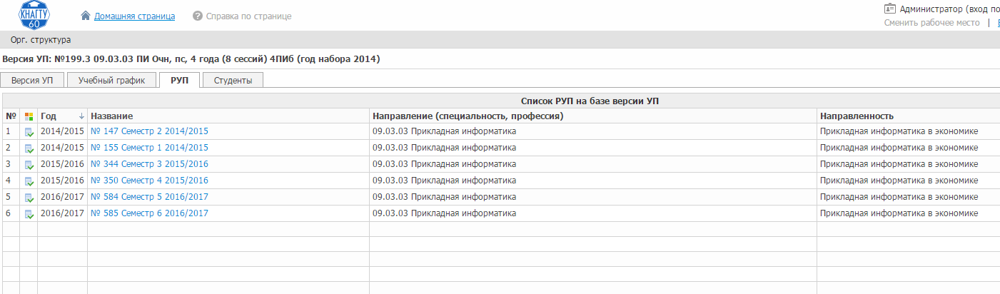 КНАГТУ
60
Домашняя страница
Справка по странице
Администратор (вход по
Сменить рабочее место |
Орг. структура
Версия УП: №199.3 09.03.03 ПИ Очн, пс, 4 года (8 сессий) 4ПИб (год набора 2014)
Версия УП Учебный график РУП Студенты
Список РУП на базе версии УП
№ Год Название Направление (специальность, профессия) Направленность
1 2014/2015 № 147 Семестр 2 2014/2015 09.03.03 Прикладная информатика Прикладная информатика в экономике
2 2014/2015 № 155 Семестр 1 2014/2015 09.03.03 Прикладная информатика Прикладная информатика в экономике
3 2015/2016 № 344 Семестр 3 2015/2016 09.03.03 Прикладная информатика Прикладная информатика в экономике
4 2015/2016 № 350 Семестр 4 2015/2016 09.03.03 Прикладная информатика Прикладная информатика в экономике
5 2016/2017 № 584 Семестр 5 2016/2017 09.03.03 Прикладная информатика Прикладная информатика в экономике
6 2016/2017 № 585 Семестр 6 2016/2017 09.03.03 Прикладная информатика Прикладная информатика в экономике